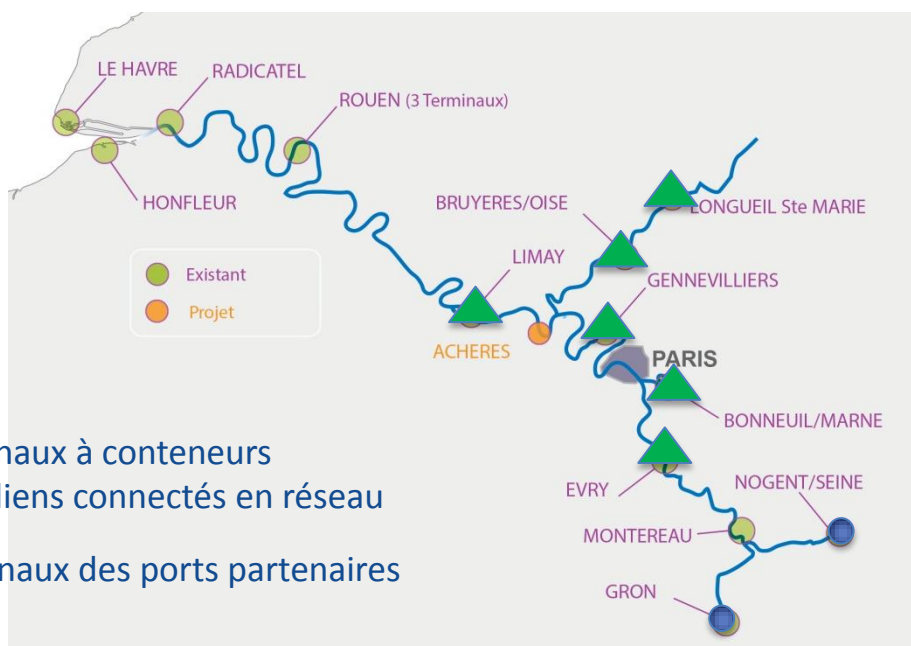 LE HAVRE
RADICATEL
ROUEN (3 Terminaux)
HONFLEUR
BRUYERES/OISE
LONGUEIL Ste MARIE
LIMAY
GENNEVILLIERS
Existant
Projet
ACHERES
PARIS
BONNEUIL/MARNE
naux à conteneurs
liens connectés en réseau
EVRY
NOGENT/SEINE
MONTEREAU
naux des ports partenaires
GRON